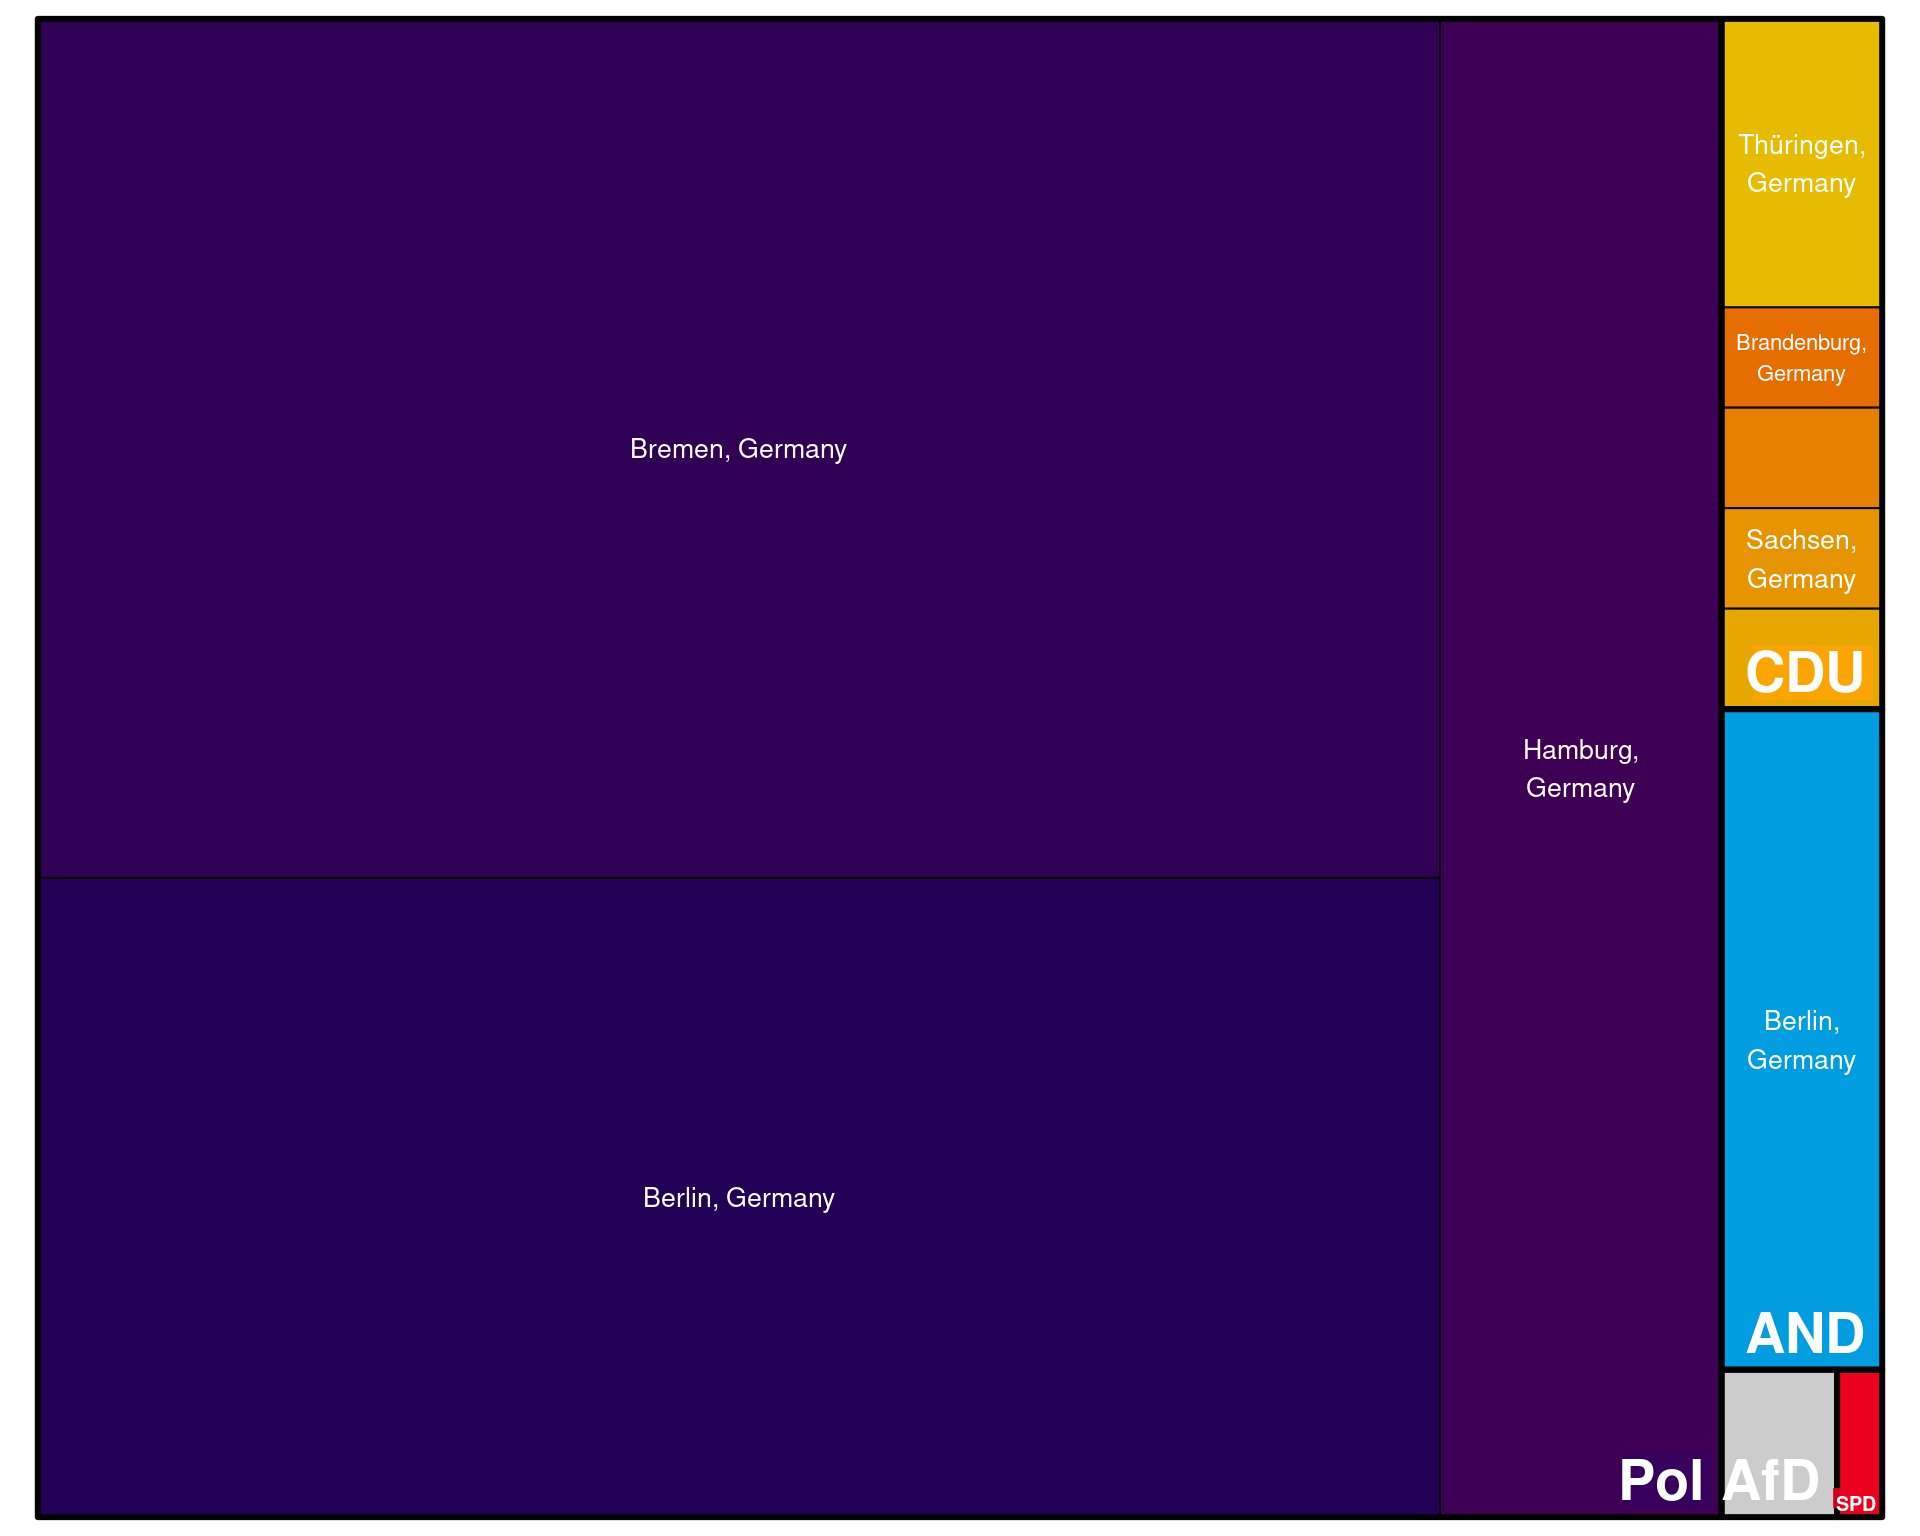 Thüringen,
Germany
Brandenburg,
Germany
Bremen, Germany
Sachsen,
Germany
CDU
Hamburg,
Germany
Berlin,
Germany
Berlin, Germany
AND
Pol
AfD
SPD